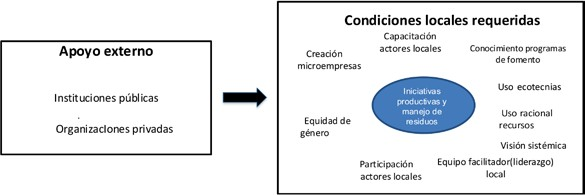 Apoyo externo
Instituciones públicas
.
Organizaciones privadas
Condiciones locales requeridas
Capacitación
actores locales
Creación
microempresas
Conocimiento programas
de fomento
Iniciativas
productivas y
manejo de
residuos
Uso ecotecnias
Uso racional
recursos
Equidad de
género
Visión sistémica
Participación
actores locales
Equipo facilitador(liderazgo)
local